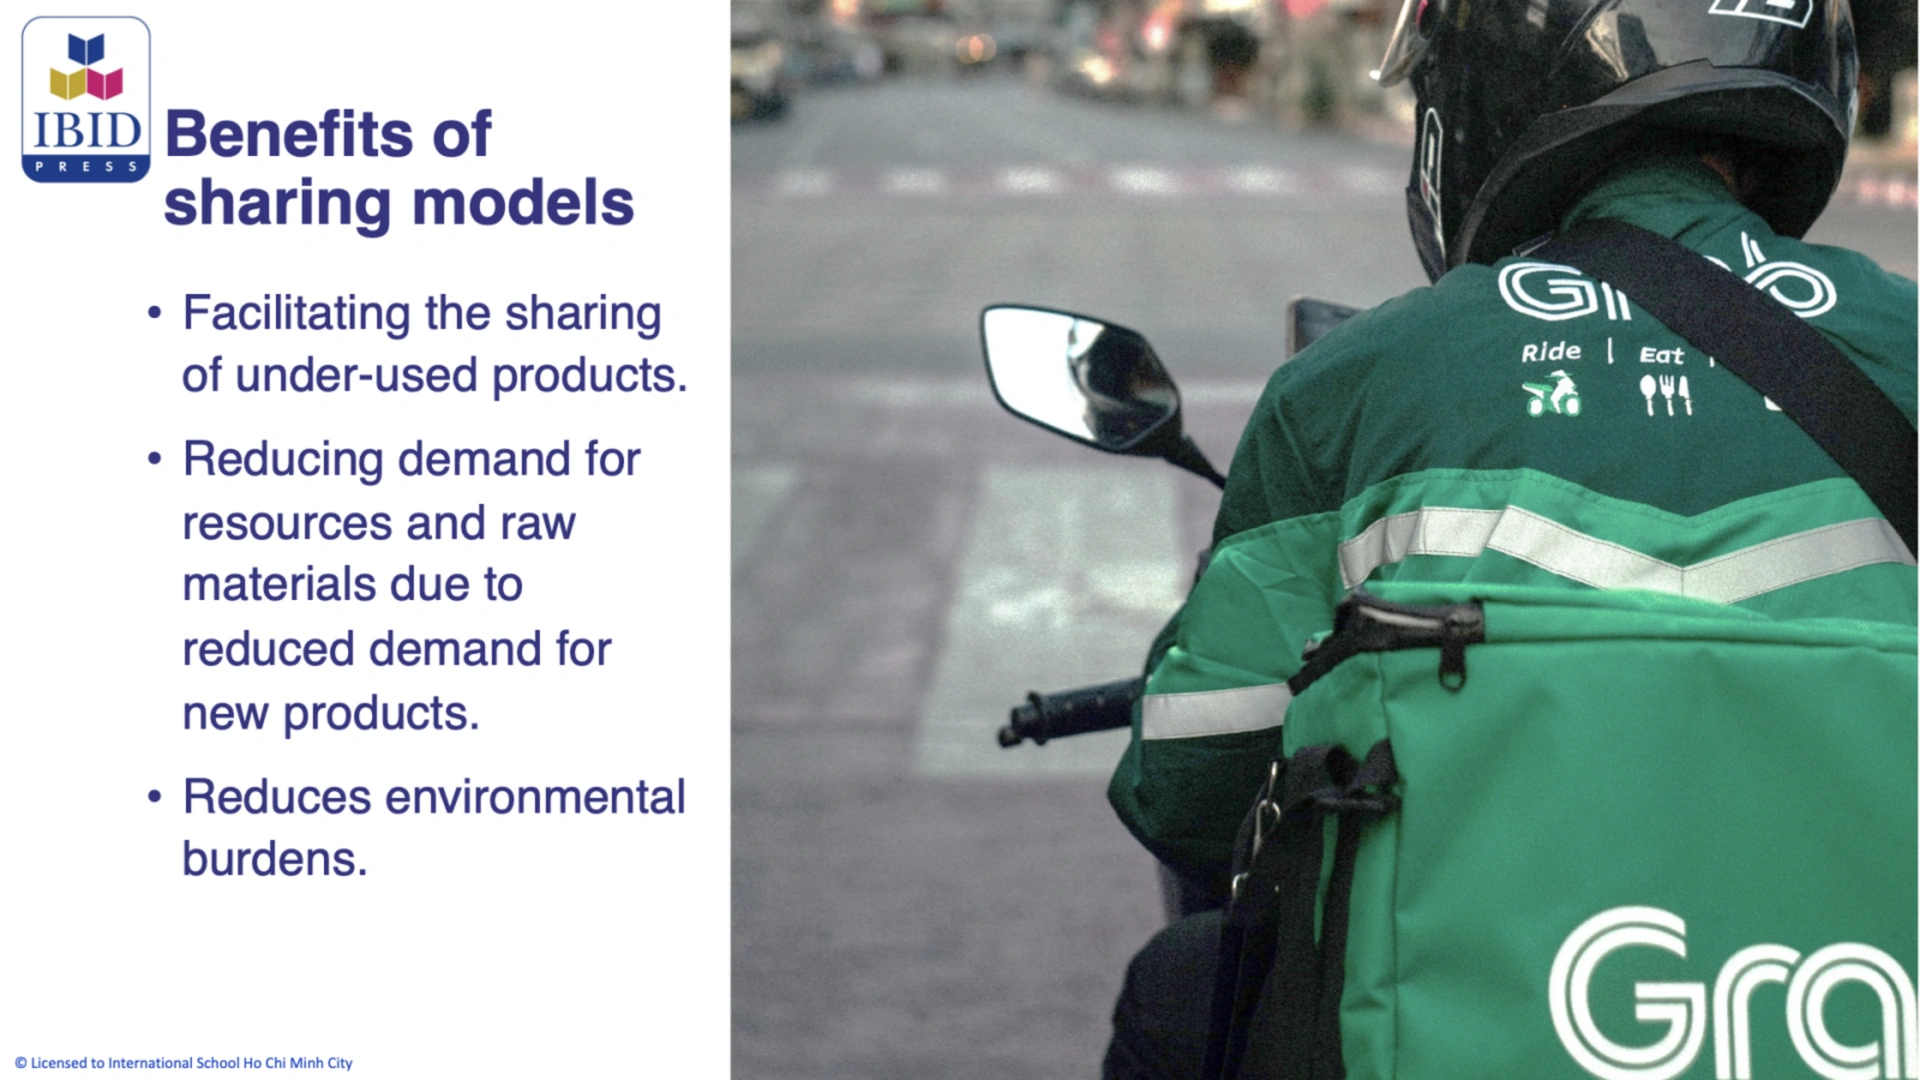 IBID
PRESS
Benefits of
sharing models
• Facilitating the sharing
of under-used products.
• Reducing demand for
resources and raw
materials due to
reduced demand for
new products.
• Reduces environmental
burdens.
© Licensed to International School Ho Chi Minh City
Ride | Eat |
Gra